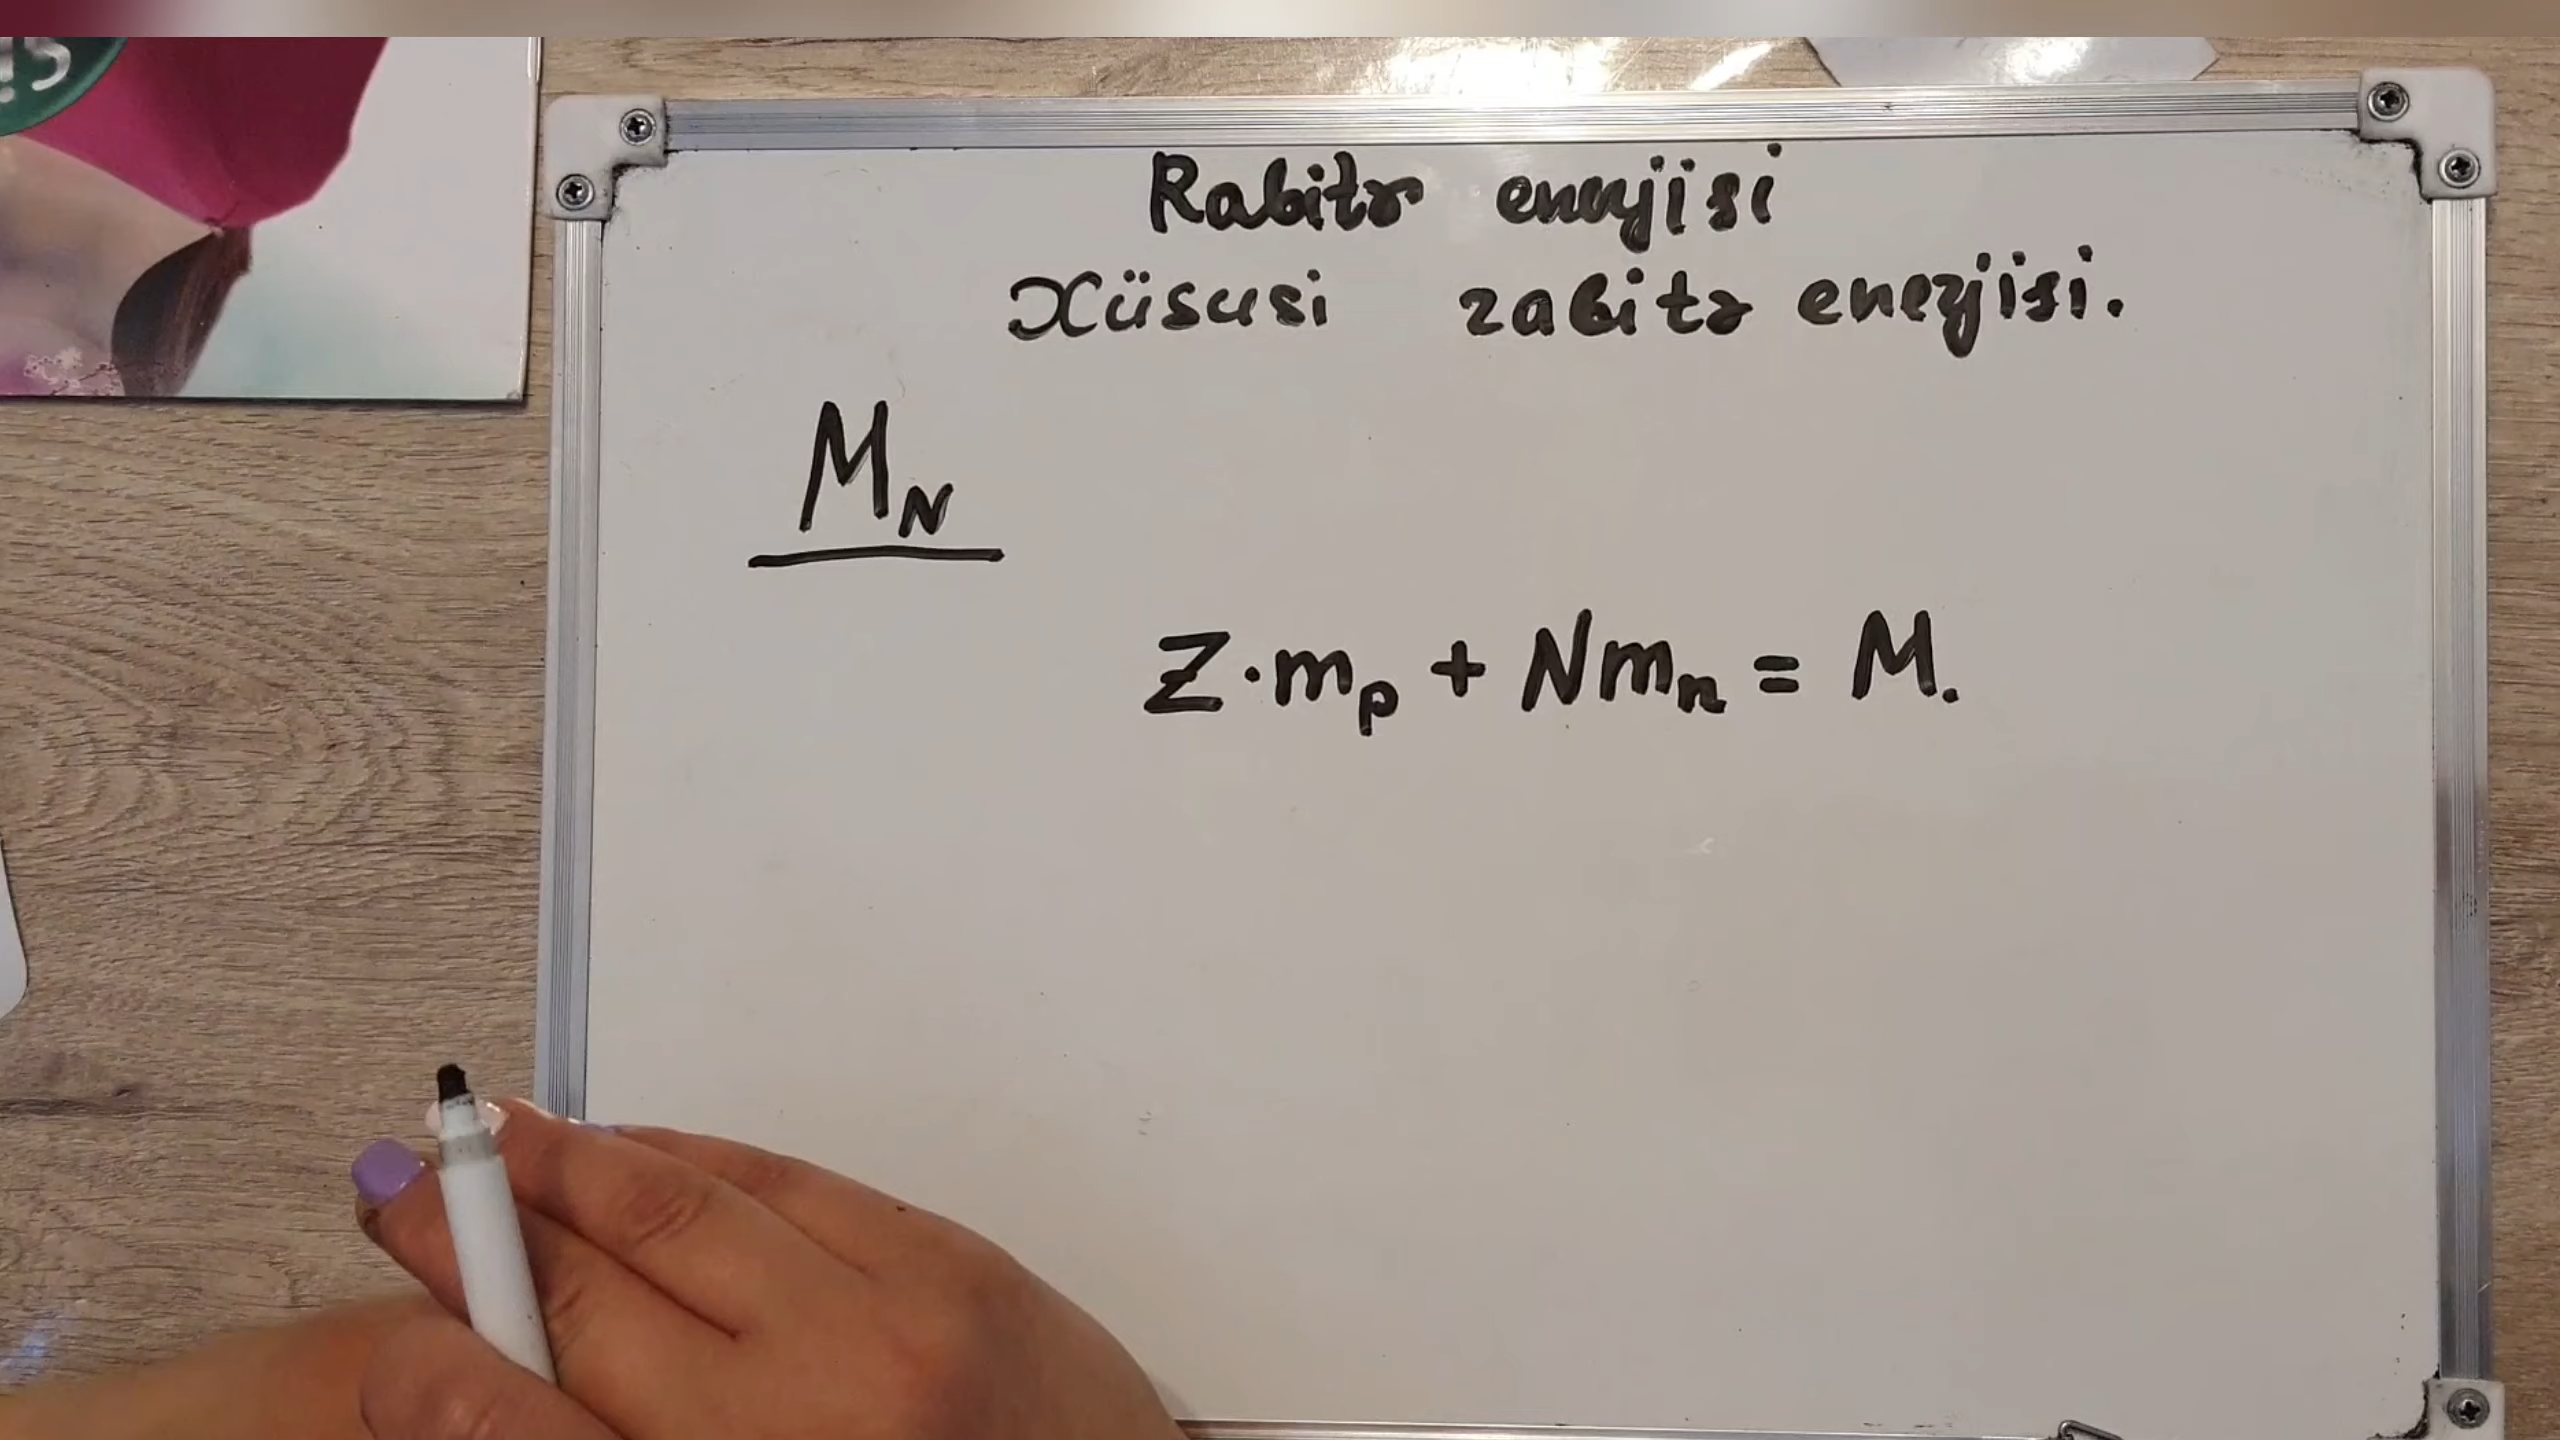 Rabitə enerjisi
Xüsusi rabitə enerjisi.
M_N
Z·m_p + Nm_n = M.